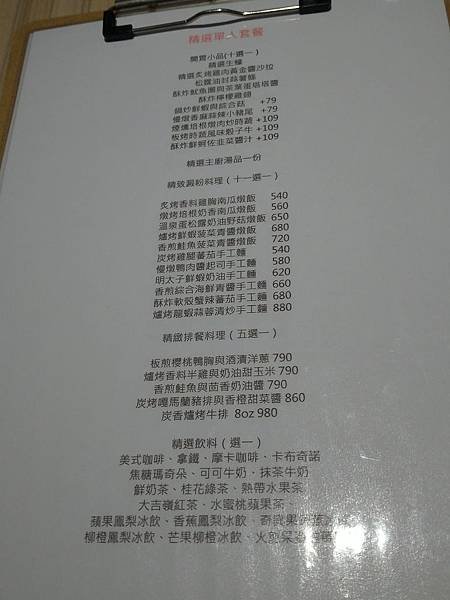 精選單人套餐
開胃小品(十選一)
精選生蠔
精選炙烤雞肉黃金醬沙拉
松露油封蒜薯條
酥炸魷魚圈與茶葉蛋塔塔醬
酥炸檸檬雞翅
鍋炒鮮蝦與綜合菇 +79
慢燉香麻蒜辣小豬尾 +79
煙燻培根燉肉炒時蔬 +109
板烤時蔬風味骰子牛 +109
酥炸鮮蚵佐韭菜醬汁 +109
精選主廚湯品一份
精致澱粉料理（十一選一）
炙烤香料雞胸南瓜燉飯 540
燉烤培根奶香南瓜燉飯 560
溫泉蛋松露奶油野菇燉飯 650
爐烤鮮蝦菠菜青醬燉飯 680
香煎鮭魚菠菜青醬燉飯 720
炭烤雞腿蕃茄手工麵 540
慢燉鴨肉醬起司手工麵 580
明太子鮮蝦奶油手工麵 620
香煎綜合海鮮青醬手工麵 660
酥炸軟殼蟹辣蕃茄手工麵 680
爐烤龍蝦蒜蓉清炒手工麵 880
精緻排餐料理（五選一）
板煎櫻桃鴨胸與酒漬洋蔥 790
爐烤香料半雞與奶油甜玉米 790
香煎鮭魚與茴香奶油醬 790
炭烤嘎馬蘭豬排與香橙甜菜醬 860
炭香爐烤牛排 8oz 980
精選飲料（選一）
美式咖啡、拿鐵、摩卡咖啡、卡布奇諾
焦糖瑪奇朵、可可牛奶、抹茶牛奶
鮮奶茶、桂花綠茶、熱帶水果茶
大吉嶺紅茶、水蜜桃蘋果茶、
蘋果鳳梨冰飲、香蕉鳳梨冰飲、
柳橙鳳梨冰飲、芒果柳橙冰飲、